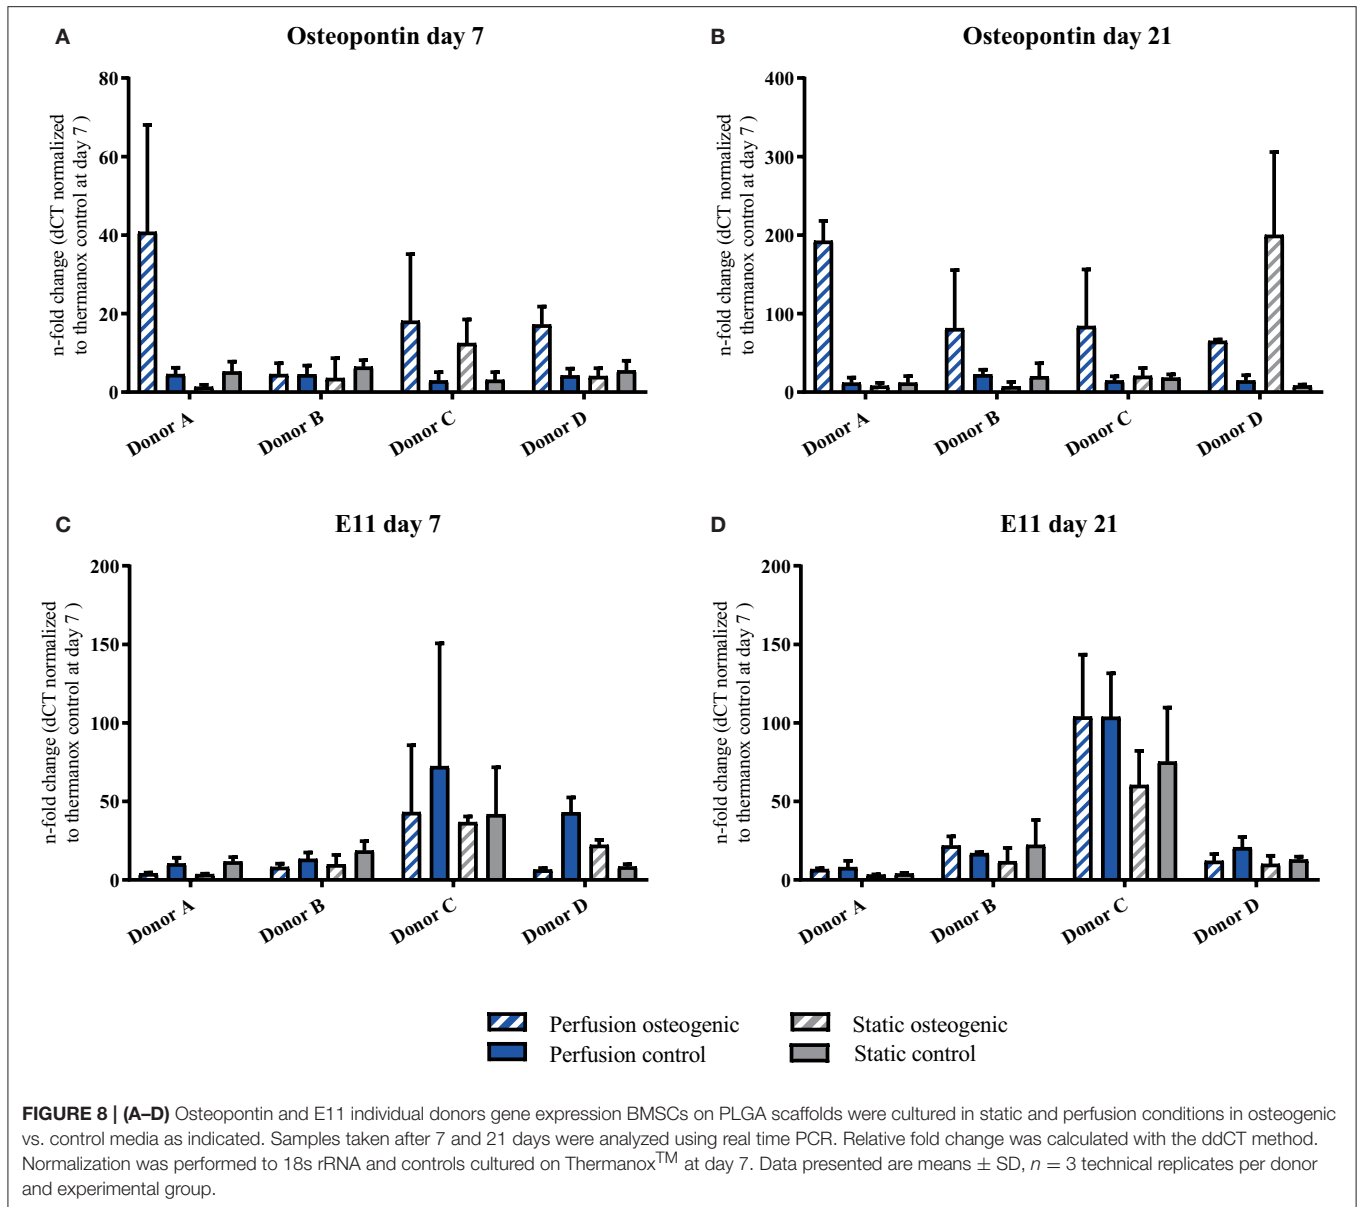 A
Osteopontin day 7
n-fold change (dCT normalized
to thermanox control at day 7 )
80
60
40
20
0
Donor A
Donor B
Donor C
Donor D
B
Osteopontin day 21
n-fold change (dCT normalized
to thermanox control at day 7 )
400
300
200
100
0
Donor A
Donor B
Donor C
Donor D
C
E11 day 7
n-fold change (dCT normalized
to thermanox control at day 7 )
200
150
100
50
0
Donor A
Donor B
Donor C
Donor D
D
E11 day 21
n-fold change (dCT normalized
to thermanox control at day 7 )
200
150
100
50
0
Donor A
Donor B
Donor C
Donor D
Perfusion osteogenic
Static osteogenic
Perfusion control
Static control
FIGURE 8 | (A–D) Osteopontin and E11 individual donors gene expression BMSCs on PLGA scaffolds were cultured in static and perfusion conditions in osteogenic
vs. control media as indicated. Samples taken after 7 and 21 days were analyzed using real time PCR. Relative fold change was calculated with the ddCT method.
Normalization was performed to 18s rRNA and controls cultured on Thermanox™ at day 7. Data presented are means ± SD, n = 3 technical replicates per donor
and experimental group.